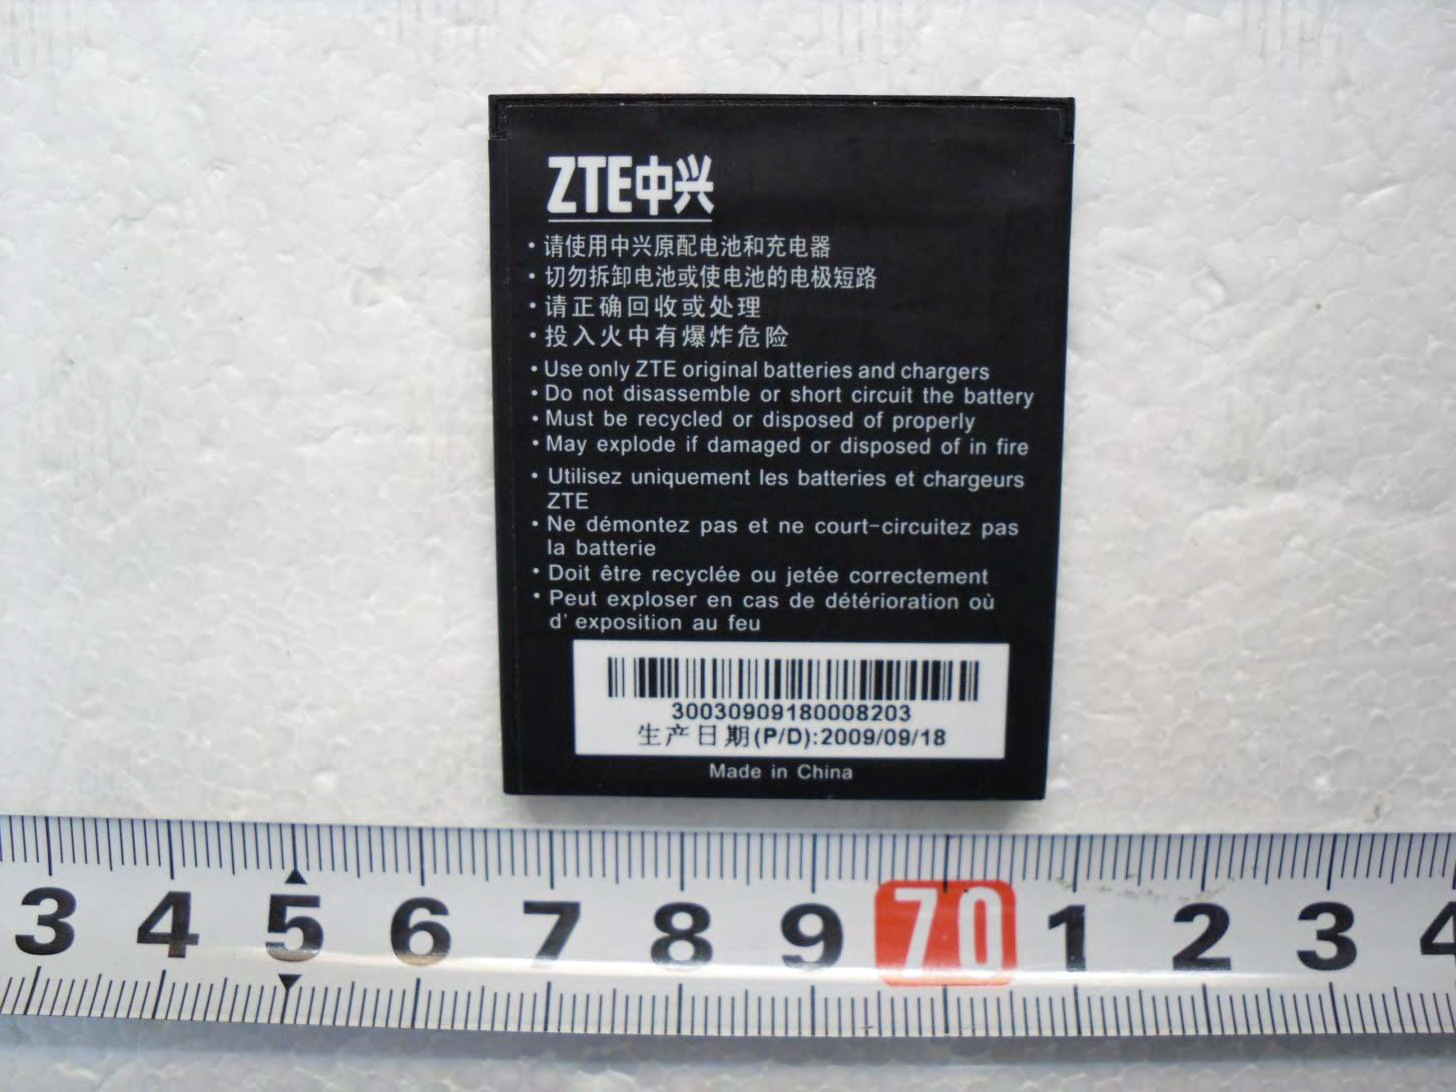 ZTE中兴
• 请使用中兴原配电池和充电器
• 切勿拆卸电池或使电池的电极短路
• 请正确回收或处理
• 投入火中有爆炸危险
• Use only ZTE original batteries and chargers
• Do not disassemble or short circuit the battery
• Must be recycled or disposed of properly
• May explode if damaged or disposed of in fire
• Utilisez uniquement les batteries et chargeurs
ZTE
• Ne démontez pas et ne court-circuitez pas
la batterie
• Doit être recyclée ou jetée correctement
• Peut exploser en cas de détérioration où
d' exposition au feu
30030909180008203
生产日期(P/D):2009/09/18
Made in China
3 4 5 6 7 8 9 70 1 2 3 4